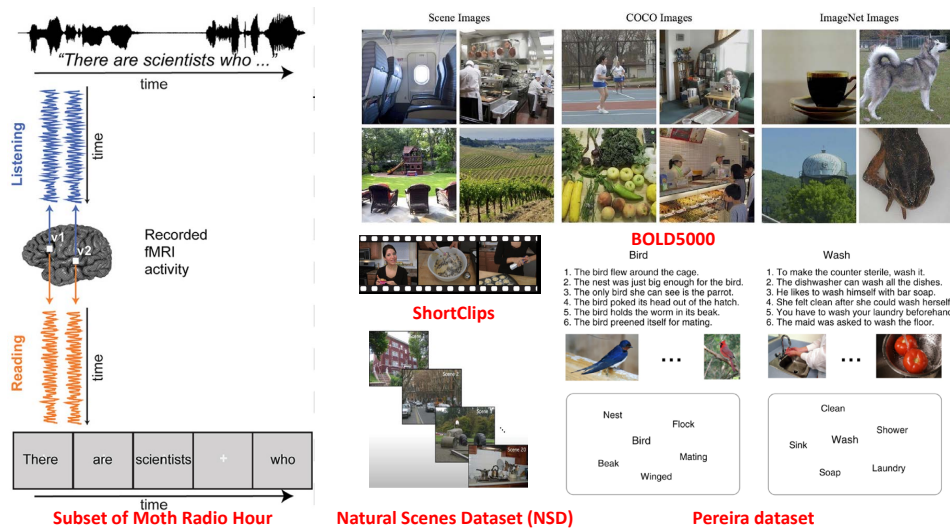 "There are scientists who ..."
time
Listening
time
v1
v2
Recorded
fMRI
activity
Reading
time
There
are
scientists
who
time
Subset of Moth Radio Hour
Scene Images
COCO Images
ImageNet Images
BOLD5000
ShortClips
Scene 2
Scene 20
Natural Scenes Dataset (NSD)
Bird
1. The bird flew around the cage.
2. The nest was just big enough for the bird.
3. The only bird she can see is the parrot.
4. The bird poked its head out of the hatch.
5. The bird holds the worm in its beak.
6. The bird preened itself for mating.
...
Nest
Flock
Bird
Beak
Mating
Winged
Wash
1. To make the counter sterile, wash it.
2. The dishwasher can wash all the dishes.
3. He likes to wash himself with bar soap.
4. She felt clean after she could wash herself
5. You have to wash your laundry beforehand
6. The maid was asked to wash the floor.
...
Clean
Shower
Sink
Wash
Soap
Laundry
Pereira dataset